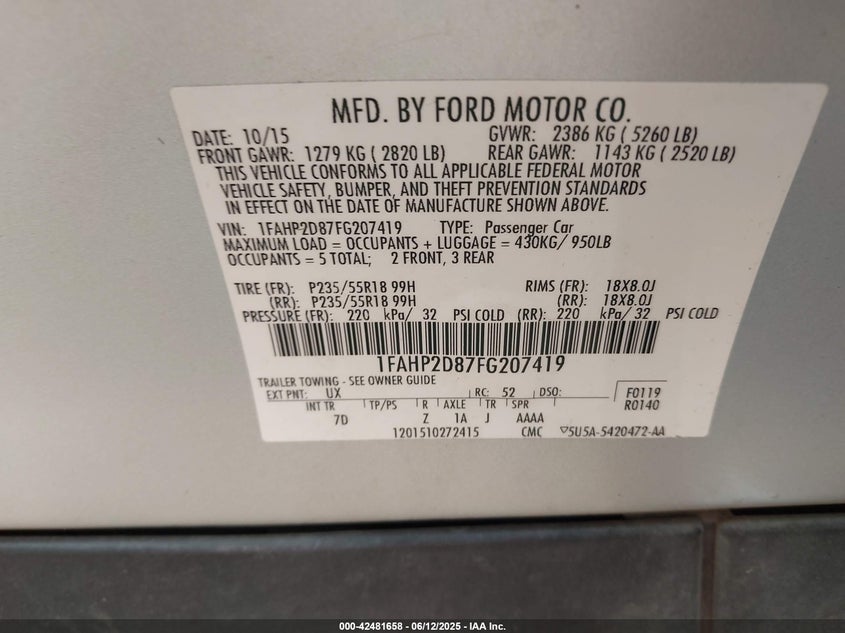 MFD. BY FORD MOTOR CO.
DATE: 10/15 GVWR: 2386 KG ( 5260 LB)
FRONT GAWR: 1279 KG ( 2820 LB) REAR GAWR: 1143 KG ( 2520 LB)
THIS VEHICLE CONFORMS TO ALL APPLICABLE FEDERAL MOTOR
VEHICLE SAFETY, BUMPER, AND THEFT PREVENTION STANDARDS
IN EFFECT ON THE DATE OF MANUFACTURE SHOWN ABOVE.
VIN: 1FAHP2D87FG207419 TYPE: Passenger Car
MAXIMUM LOAD = OCCUPANTS + LUGGAGE = 430KG/ 950LB
OCCUPANTS = 5 TOTAL; 2 FRONT, 3 REAR
TIRE (FR): P235/55R18 99H RIMS (FR): 18X8.0J
(RR): P235/55R18 99H (RR): 18X8.0J
PRESSURE (FR): 220 kPa/ 32 PSI COLD (RR): 220 kPa/ 32 PSI COLD
1FAHP2D87FG207419
TRAILER TOWING - SEE OWNER GUIDE
EXT PNT: UX RC: 52 DSO: F0119
INT TR TP/PS R AXLE TR SPR R0140
7D Z 1A J AAAA
1201510272415 CMC ▽5U5A-5420472-AA
000-42481658 - 06/12/2025 - IAA Inc.